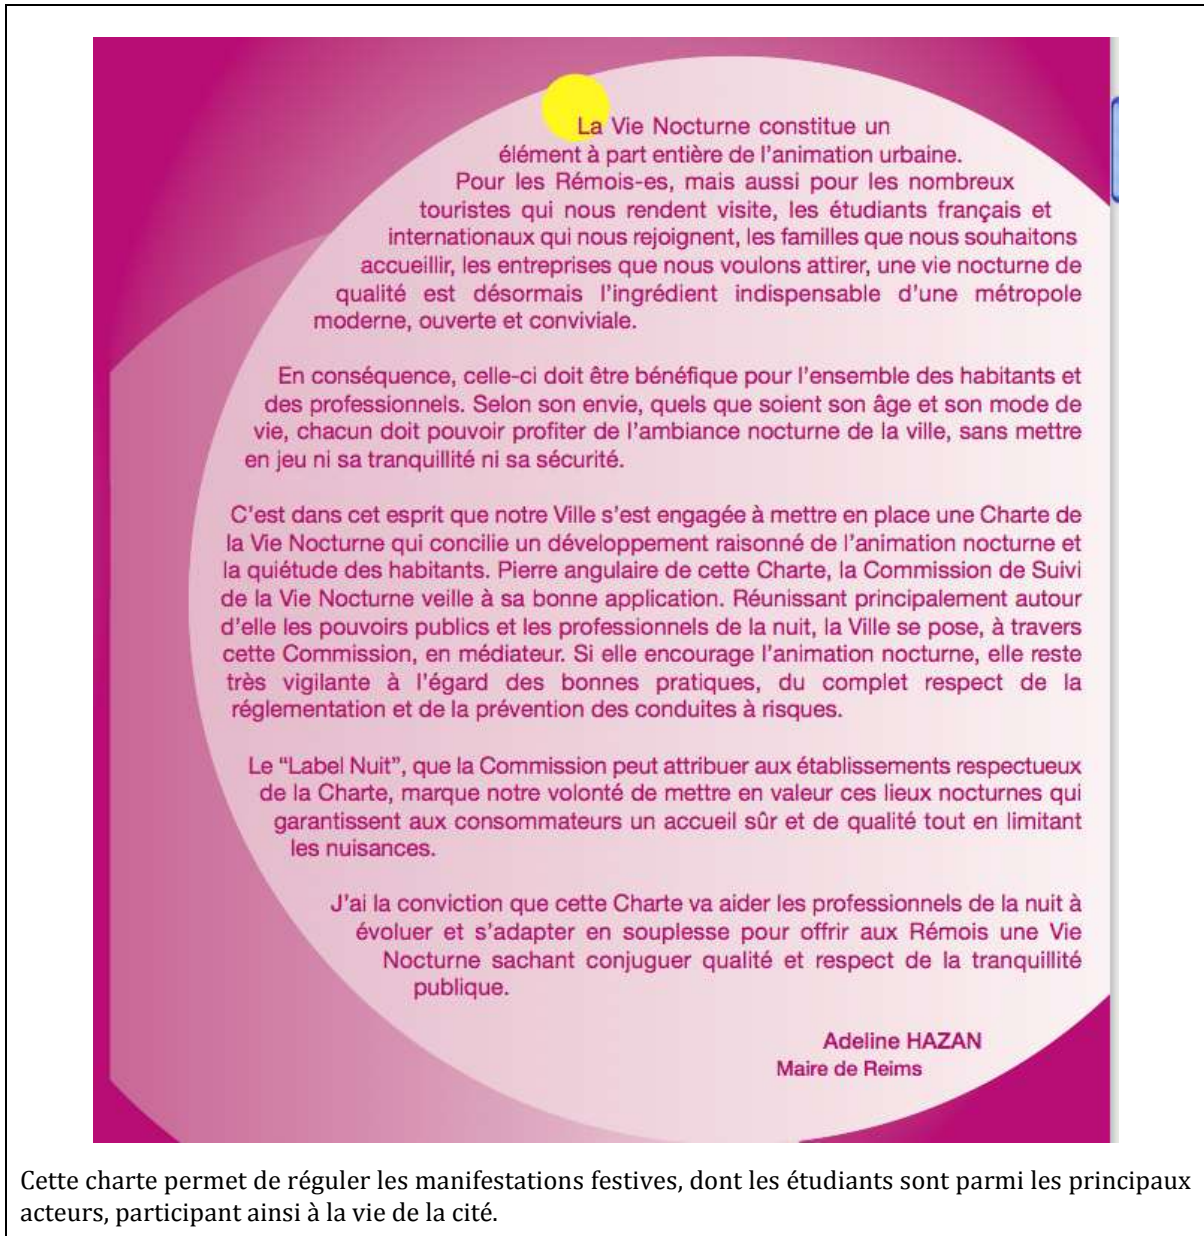 La Vie Nocturne constitue un
élément à part entière de l'animation urbaine.
Pour les Rémois-es, mais aussi pour les nombreux
touristes qui nous rendent visite, les étudiants français et
internationaux qui nous rejoignent, les familles que nous souhaitons
accueillir, les entreprises que nous voulons attirer, une vie nocturne de
qualité est désormais l'ingrédient indispensable d'une métropole
moderne, ouverte et conviviale.
En conséquence, celle-ci doit être bénéfique pour l'ensemble des habitants et
des professionnels. Selon son envie, quels que soient son âge et son mode de
vie, chacun doit pouvoir profiter de l'ambiance nocturne de la ville, sans mettre
en jeu ni sa tranquillité ni sa sécurité.
C'est dans cet esprit que notre Ville s'est engagée à mettre en place une Charte de
la Vie Nocturne qui concilie un développement raisonné de l'animation nocturne et
la quiétude des habitants. Pierre angulaire de cette Charte, la Commission de Suivi
de la Vie Nocturne veille à sa bonne application. Réunissant principalement autour
d'elle les pouvoirs publics et les professionnels de la nuit, la Ville se pose, à travers
cette Commission, en médiateur. Si elle encourage l'animation nocturne, elle reste
très vigilante à l'égard des bonnes pratiques, du complet respect de la
réglementation et de la prévention des conduites à risques.
Le “Label Nuit”, que la Commission peut attribuer aux établissements respectueux
de la Charte, marque notre volonté de mettre en valeur ces lieux nocturnes qui
garantissent aux consommateurs un accueil sûr et de qualité tout en limitant
les nuisances.
J'ai la conviction que cette Charte va aider les professionnels de la nuit à
évoluer et s'adapter en souplesse pour offrir aux Rémois une Vie
Nocturne sachant conjuguer qualité et respect de la tranquillité
publique.
Adeline HAZAN
Maire de Reims
Cette charte permet de réguler les manifestations festives, dont les étudiants sont parmi les principaux
acteurs, participant ainsi à la vie de la cité.